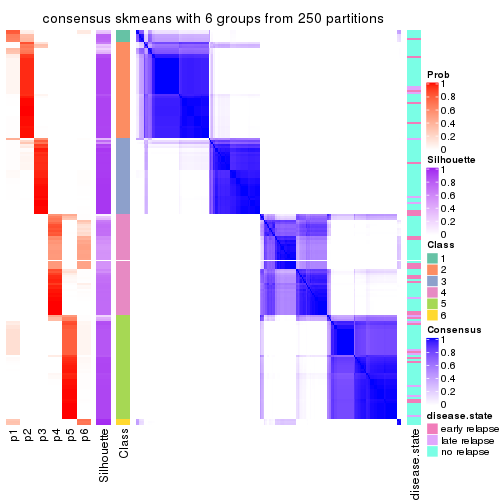 consensus skmeans with 6 groups from 250 partitions
p1
p2
p3
p4
p5
p6
Silhouette
Class
disease.state
Prob
1
0.8
0.6
0.4
0.2
0
Silhouette
1
0.8
0.6
0.4
0.2
0
Class
1
2
3
4
5
6
Consensus
1
0.8
0.6
0.4
0.2
0
disease.state
early relapse
late relapse
no relapse